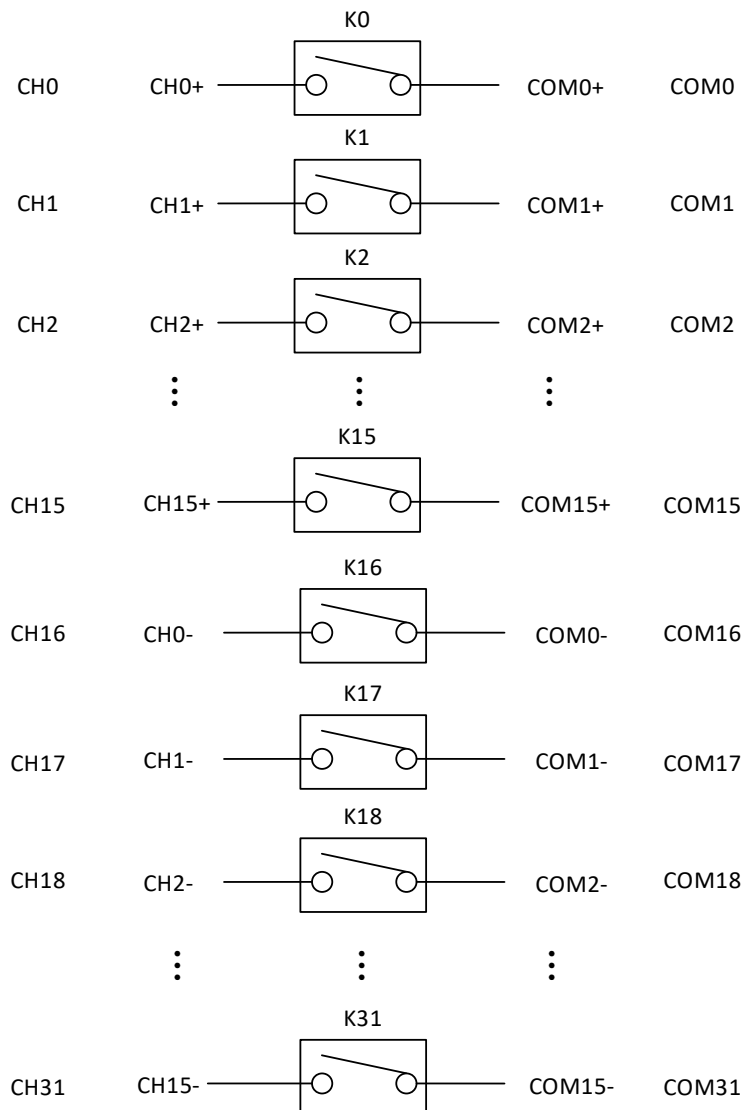 K0
CH0 CH0+ COM0+ COM0
K1
CH1 CH1+ COM1+ COM1
K2
CH2 CH2+ COM2+ COM2
K15
CH15 CH15+ COM15+ COM15
K16
CH16 CH0- COM0- COM16
K17
CH17 CH1- COM1- COM17
K18
CH18 CH2- COM2- COM18
K31
CH31 CH15- COM15- COM31